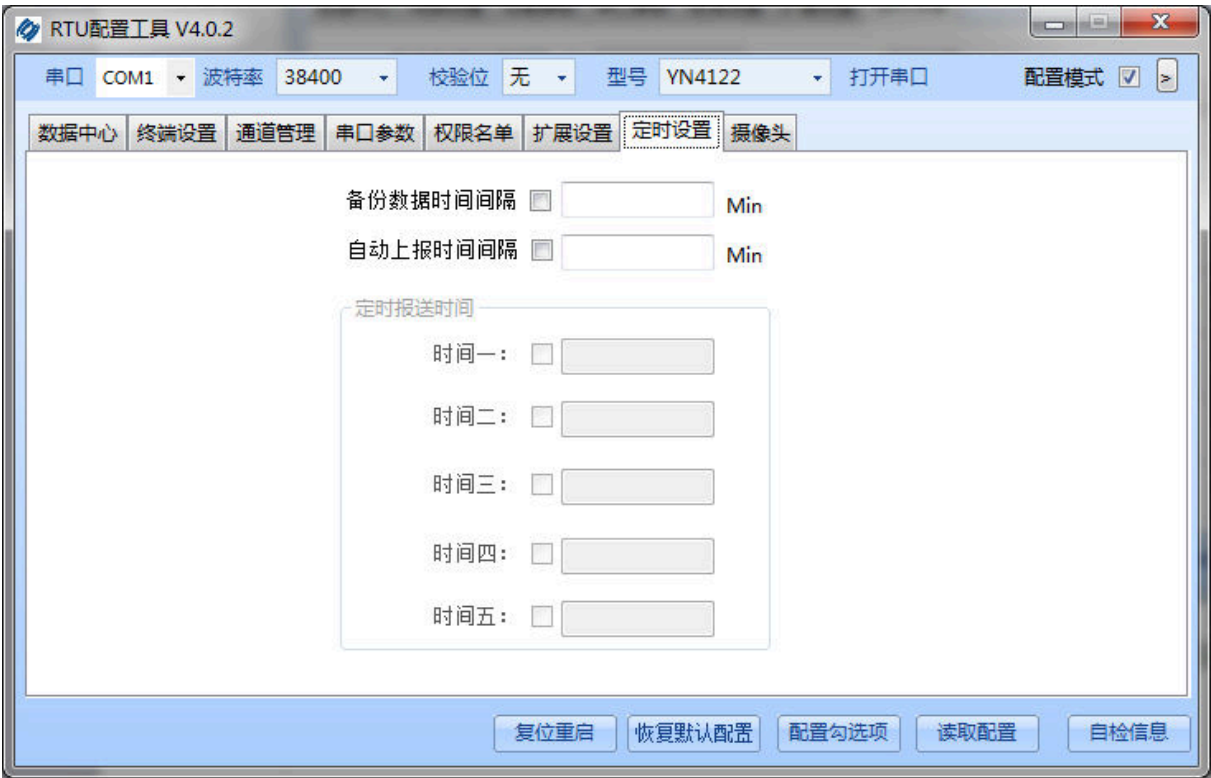 RTU配置工具 V4.0.2
串口 COM1 波特率 38400 校验位 无 型号 YN4122 打开串口 配置模式 >
数据中心 终端设置 通道管理 串口参数 权限名单 扩展设置 定时设置 摄像头
备份数据时间间隔 Min
自动上报时间间隔 Min
定时报送时间
时间一：
时间二：
时间三：
时间四：
时间五：
复位重启 恢复默认配置 配置勾选项 读取配置 自检信息